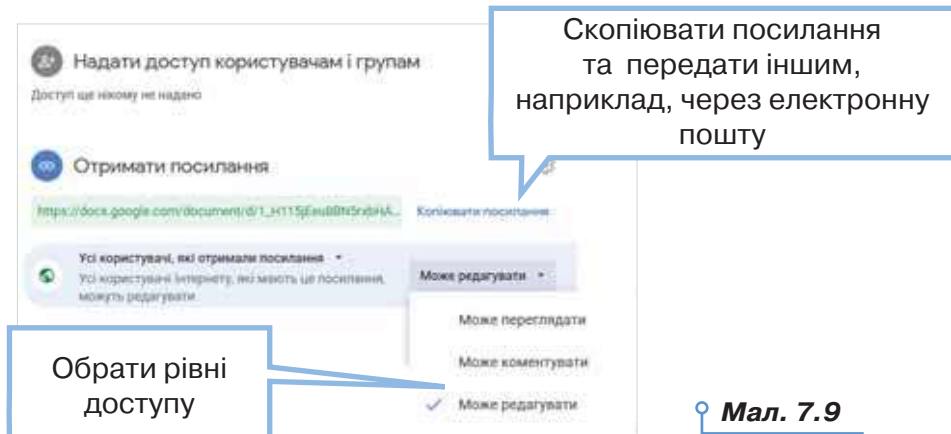 Скопіювати посилання
та передати іншим,
наприклад, через електронну
пошту
Надати доступ користувачам і групам
Доступ ще нікому не надано
Отримати посилання
Копіювати посилання
Усі користувачі, які отримали посилання
Усі користувачі Інтернету, які мають це посилання,
можуть редагувати
Може редагувати
Може переглядати
Може коментувати
Може редагувати
Обрати рівні
доступу
Мал. 7.9